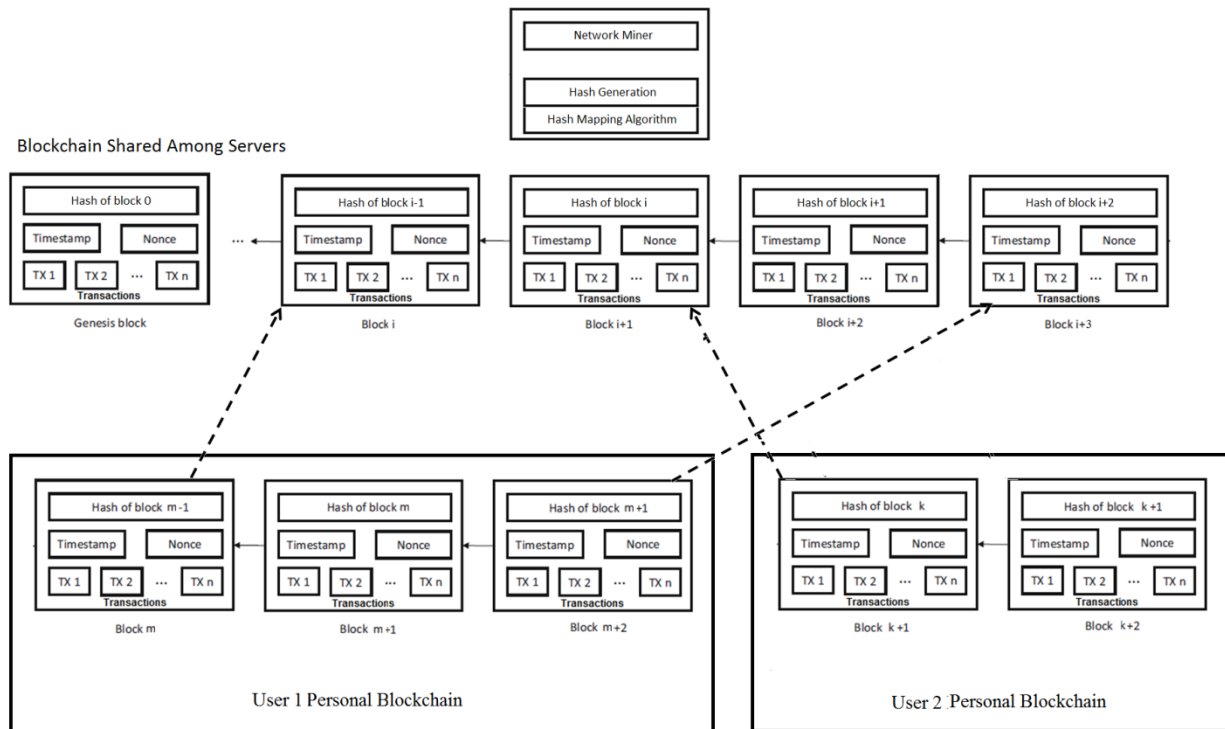 Network Miner
Hash Generation
Hash Mapping Algorithm
Blockchain Shared Among Servers
Hash of block 0
Timestamp
Nonce
TX 1
TX 2
...
TX n
Transactions
Genesis block
...
Hash of block i-1
Timestamp
Nonce
TX 1
TX 2
...
TX n
Transactions
Block i
Hash of block i
Timestamp
Nonce
TX 1
TX 2
...
TX n
Transactions
Block i+1
Hash of block i+1
Timestamp
Nonce
TX 1
TX 2
...
TX n
Transactions
Block i+2
Hash of block i+2
Timestamp
Nonce
TX 1
TX 2
...
TX n
Transactions
Block i+3
Hash of block m-1
Timestamp
Nonce
TX 1
TX 2
...
TX n
Transactions
Block m
Hash of block m
Timestamp
Nonce
TX 1
TX 2
...
TX n
Transactions
Block m+1
Hash of block m+1
Timestamp
Nonce
TX 1
TX 2
...
TX n
Transactions
Block m+2
User 1 Personal Blockchain
Hash of block k
Timestamp
Nonce
TX 1
TX 2
...
TX n
Transactions
Block k+1
Hash of block k+1
Timestamp
Nonce
TX 1
TX 2
...
TX n
Transactions
Block k+2
User 2 Personal Blockchain